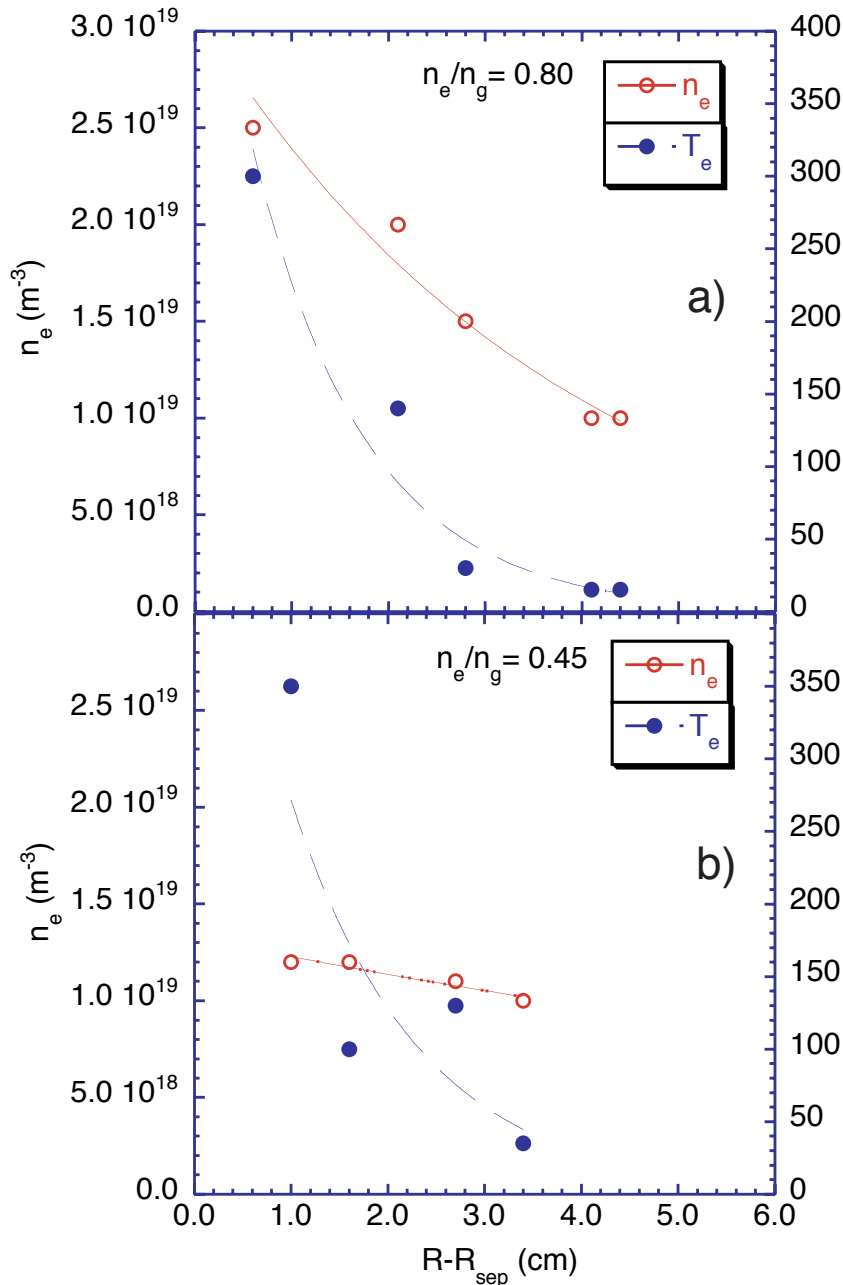 3.0 10^19
2.5 10^19
2.0 10^19
1.5 10^19
1.0 10^19
5.0 10^18
0.0
n_e (m^-3)
n_e/n_g = 0.80
n_e
T_e
a)
400
350
300
250
200
150
100
50
0
2.5 10^19
2.0 10^19
1.5 10^19
1.0 10^19
5.0 10^18
0.0
n_e (m^-3)
n_e/n_g = 0.45
n_e
T_e
b)
350
300
250
200
150
100
50
0
0.0 1.0 2.0 3.0 4.0 5.0 6.0
R-R_sep (cm)